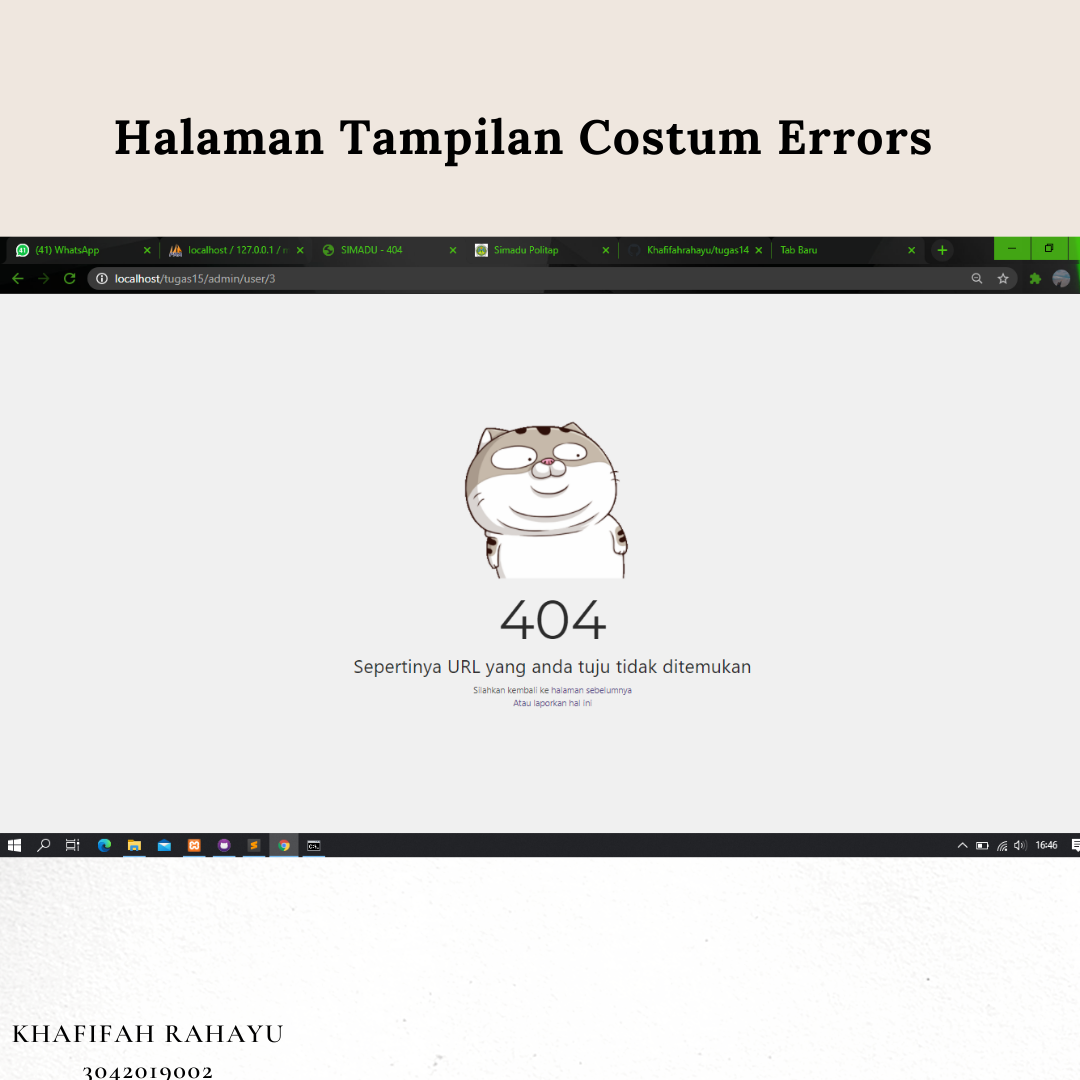 Halaman Tampilan Costum Errors
(41) WhatsApp
localhost / 127.0.0.1 /
SIMADU - 404
Simadu Politap
Khafifahrahayu/tugas14
Tab Baru
localhost/tugas15/admin/user/3
404
Sepertinya URL yang anda tuju tidak ditemukan
Silahkan kembali ke halaman sebelumnya
Atau laporkan hal ini
16:46
KHAFIFAH RAHAYU
3042019002